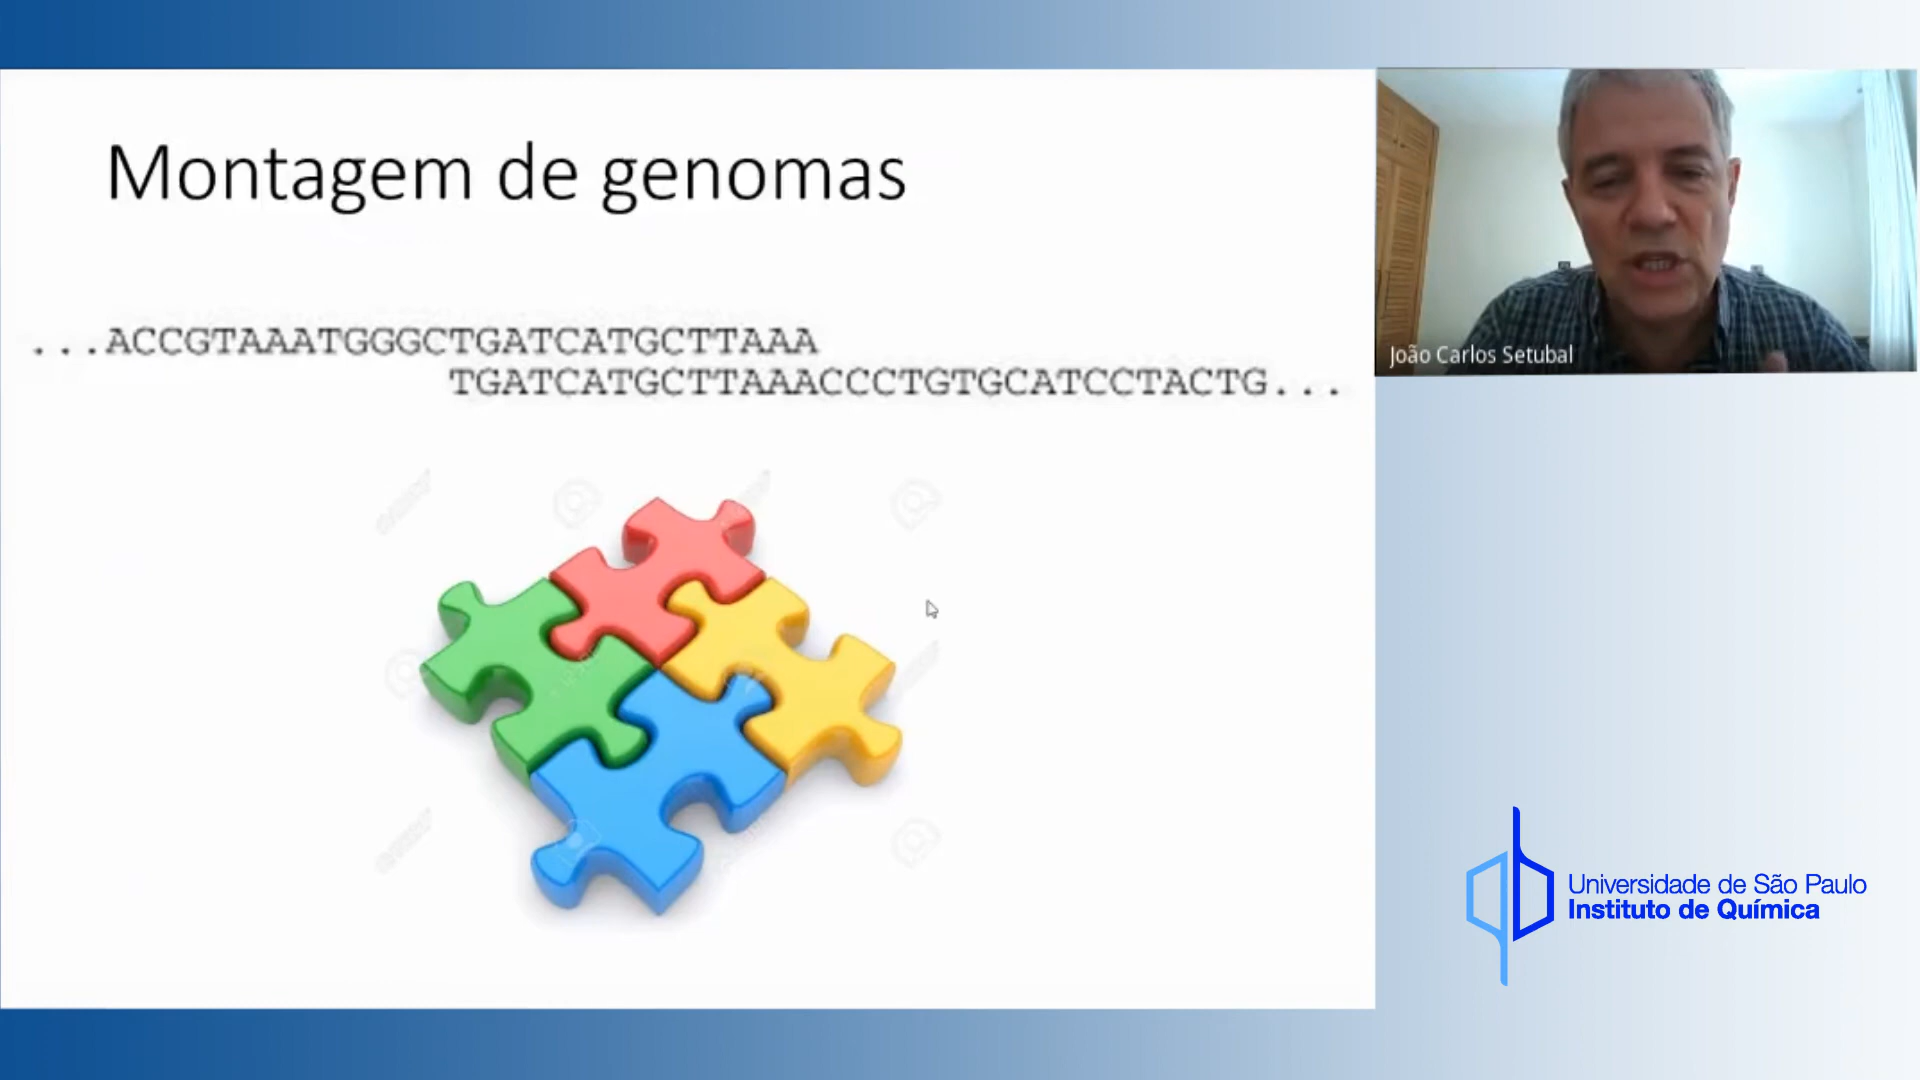 Montagem de genomas
...ACCGTAAATGGGCTGATCATGCTTAAA
TGATCATGCTTAAACCCTGTGCATCCTACTG...
João Carlos Setubal
Universidade de São Paulo
Instituto de Química